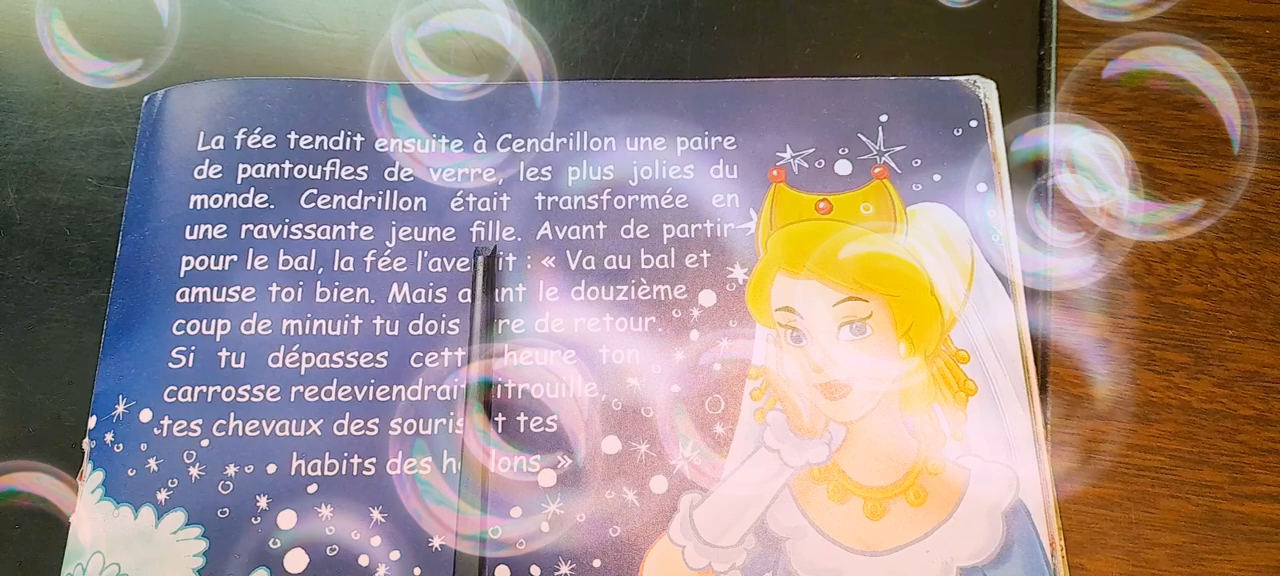 La fée tendit ensuite à Cendrillon une paire
de pantoufles de verre, les plus jolies du
monde. Cendrillon était transformée en
une ravissante jeune fille. Avant de partir
pour le bal, la fée : « Va au bal et
amuse toi bien. Mais le douzième
coup de minuit tu dois de retour.
Si tu dépasses heure ton
carrosse redeviendrait
tes chevaux des souris tes
habits des »